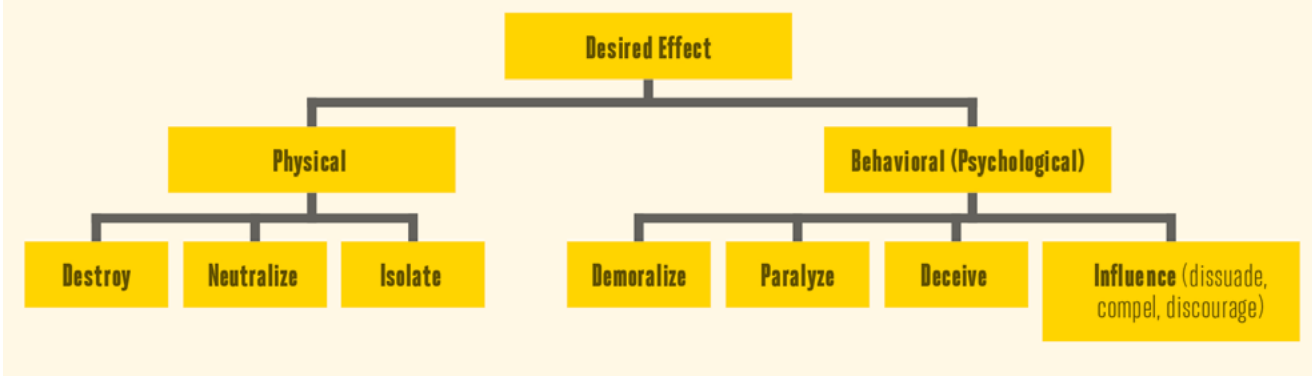 Desired Effect
Physical
Behavioral (Psychological)
Destroy
Neutralize
Isolate
Demoralize
Paralyze
Deceive
Influence (dissuade,
compel, discourage)